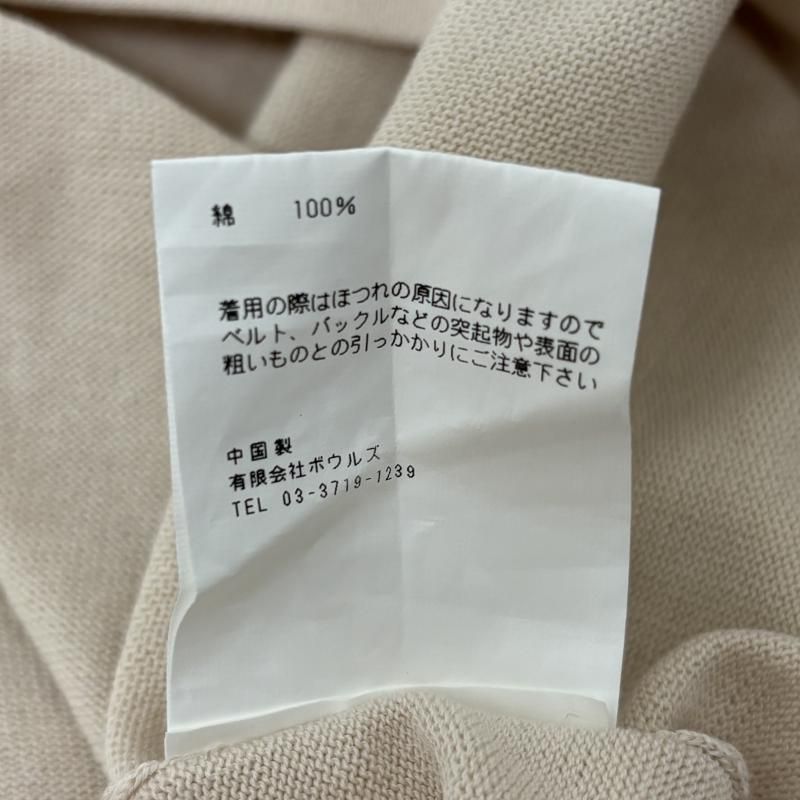 綿 100%
着用の際はほつれの原因になりますので
ベルト、バックルなどの突起物や表面の
粗いものとの引っかかりにご注意下さい
中国製
有限会社ボウルズ
TEL 03-3719-1239